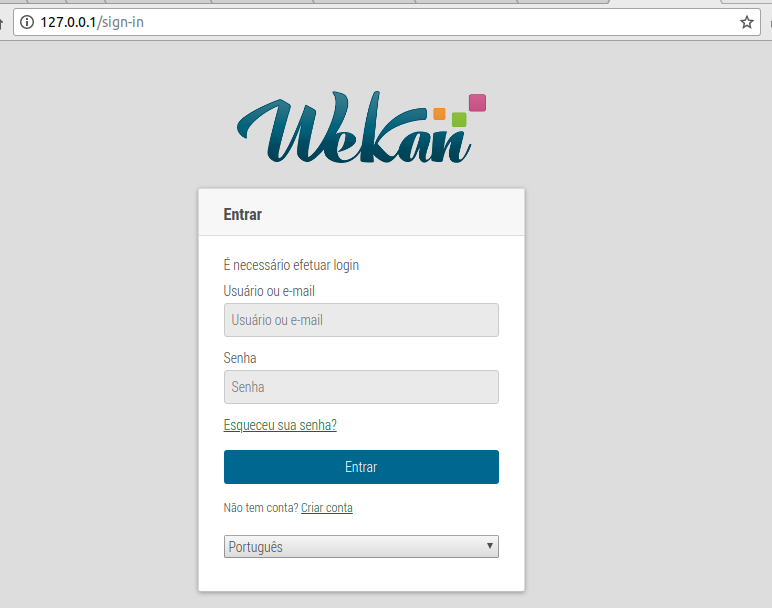 127.0.0.1/sign-in
Wekan
Entrar
É necessário efetuar login
Usuário ou e-mail
Usuário ou e-mail
Senha
Senha
Esqueceu sua senha?
Entrar
Não tem conta? Criar conta
Português